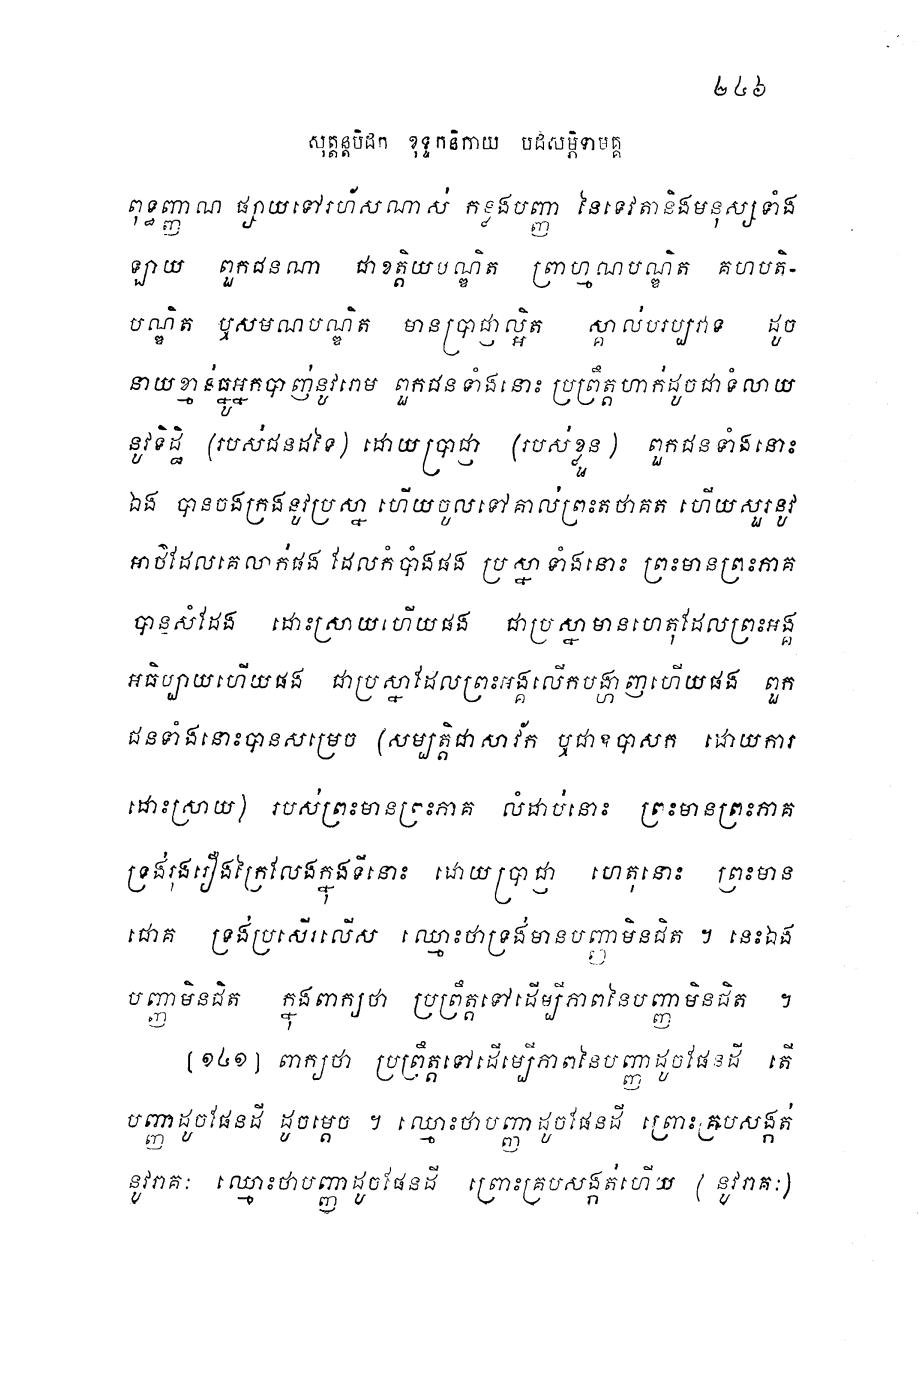 ២៤៦
សុត្តន្តបិដក ខុទ្ទកនិកាយ បដិសម្ភិទាមគ្គ
ពុទ្ធញ្ញាណ ផ្សាយទៅរហ័សណាស់ កន្លងបញ្ញា នៃទេវតានិងមនុស្សទាំង
ឡាយ ពួកជនណា ជាខត្តិយបណ្ឌិត ព្រាហ្មណបណ្ឌិត គហបតិ-
បណ្ឌិត ឬសមណបណ្ឌិត មានប្រាជ្ញាល្អិត ស្គាល់បរប្បវាទ ដូច
នាយខ្មាន់ធ្នូអ្នកបាញ់នូវរោម ពួកជនទាំងនោះ ប្រព្រឹត្តហាក់ដូចជាទំលាយ
នូវទិដ្ឋិ (របស់ជនដទៃ) ដោយប្រាជ្ញា (របស់ខ្លួន) ពួកជនទាំងនោះ
ឯង បានចងក្រងនូវប្រស្នា ហើយចូលទៅគាល់ព្រះតថាគត ហើយសួរនូវ
អាថ៌ដែលគេលាក់ផង ដែលកំបាំងផង ប្រស្នាទាំងនោះ ព្រះមានព្រះភាគ
បានសំដែង ដោះស្រាយហើយផង ជាប្រស្នាមានហេតុដែលព្រះអង្គ
អធិប្បាយហើយផង ជាប្រស្នាដែលព្រះអង្គលើកបង្ហាញហើយផង ពួក
ជនទាំងនោះបានសម្រេច (សម្បត្តិជាសាវ័ក ឬជាឧបាសក ដោយការ
ដោះស្រាយ) របស់ព្រះមានព្រះភាគ លំដាប់នោះ ព្រះមានព្រះភាគ
ទ្រង់រុងរឿងក្រៃលែងក្នុងទីនោះ ដោយប្រាជ្ញា ហេតុនោះ ព្រះមាន
ជោគ ទ្រង់ប្រសើរលើស ឈ្មោះថាទ្រង់មានបញ្ញាមិនជិត ។ នេះឯង
បញ្ញាមិនជិត ក្នុងពាក្យថា ប្រព្រឹត្តទៅដើម្បីភាពនៃបញ្ញាមិនជិត ។
(១៤១) ពាក្យថា ប្រព្រឹត្តទៅដើម្បីភាពនៃបញ្ញាដូចផែនដី តើ
បញ្ញាដូចផែនដី ដូចម្តេច ។ ឈ្មោះថាបញ្ញាដូចផែនដី ព្រោះគ្របសង្កត់
នូវរាគៈ ឈ្មោះថាបញ្ញាដូចផែនដី ព្រោះគ្របសង្កត់ហើយ (នូវរាគៈ)